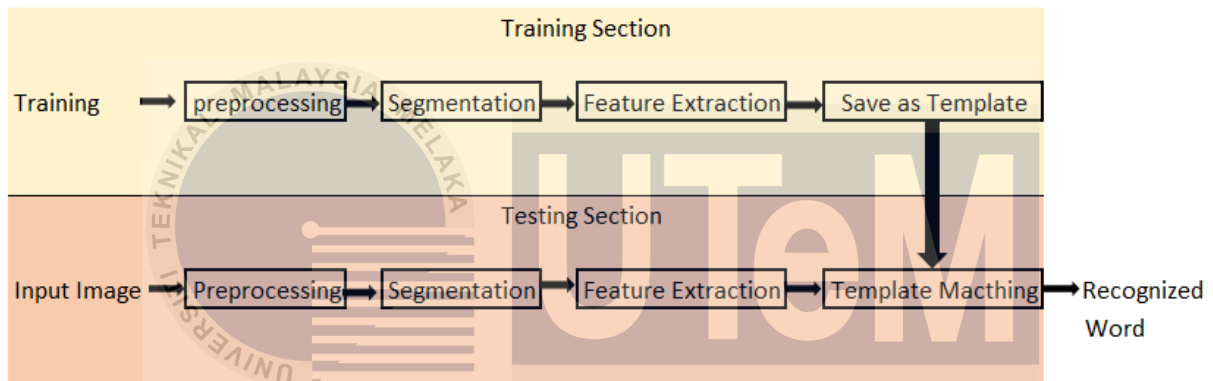 Training Section
Training preprocessing Segmentation Feature Extraction Save as Template
Testing Section
Input Image Preprocessing Segmentation Feature Extraction Template Macthing Recognized
Word
UNIVERSITI TEKNIKAL MALAYSIA MELAKA
UTeM